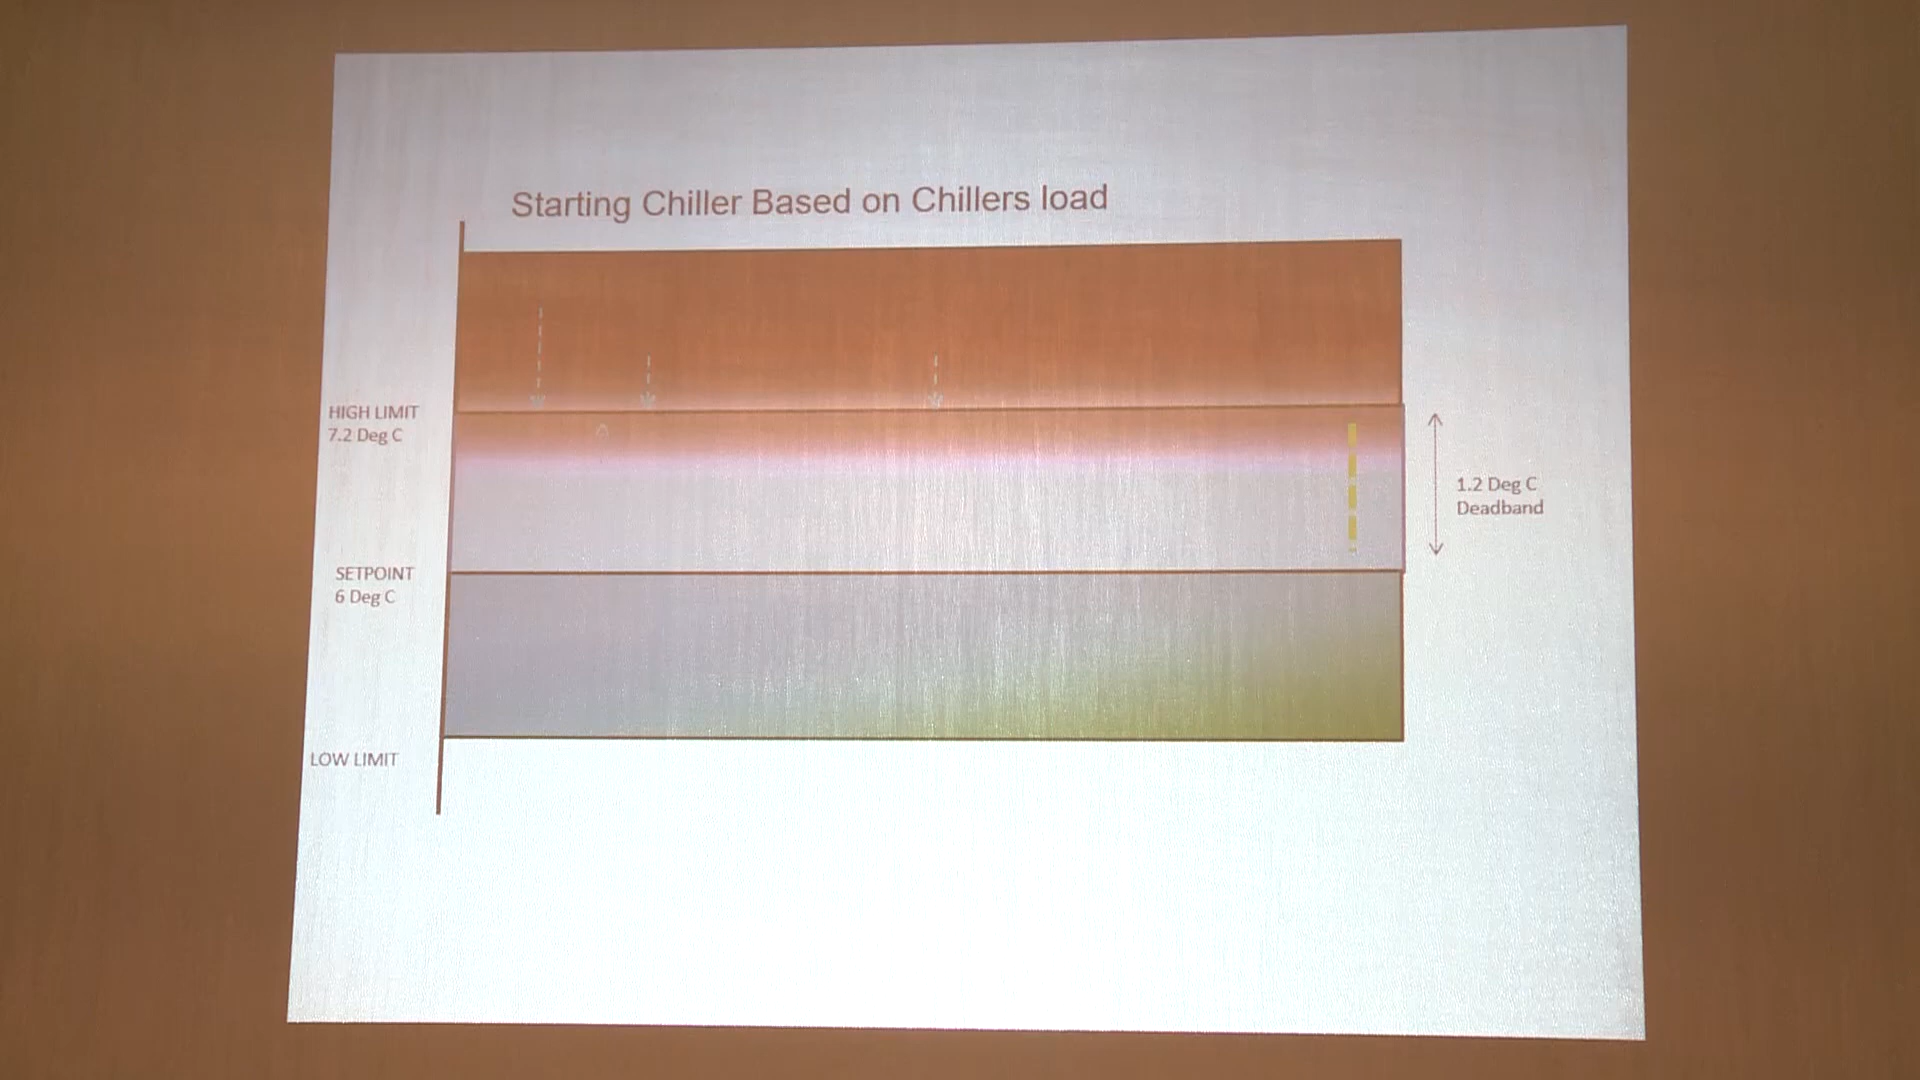 Starting Chiller Based on Chillers load
HIGH LIMIT
7.2 Deg C
1.2 Deg C
Deadband
SETPOINT
6 Deg C
LOW LIMIT